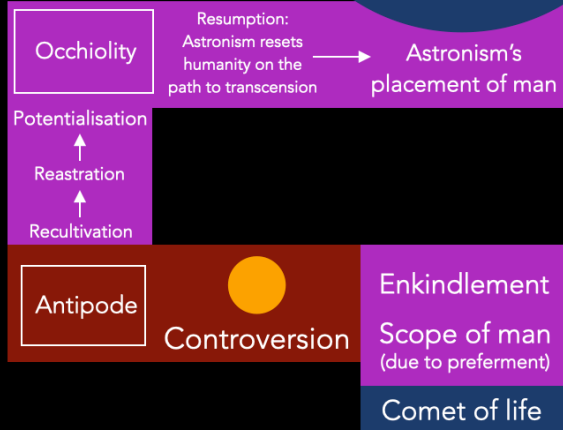 Occhiolity
Resumption:
Astronism resets
humanity on the
path to transcension
Astronism's
placement of man
Potentialisation
Reastration
Recultivation
Antipode
Controversion
Enkindlement
Scope of man
(due to preferment)
Comet of life